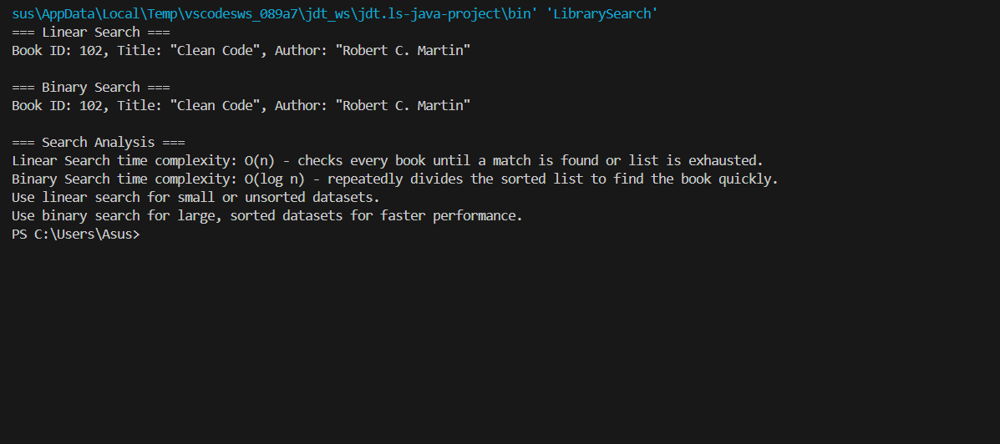 sus\AppData\Local\Temp\vscodesws_089a7\jdt_ws\jdt.ls-java-project\bin' 'LibrarySearch'
=== Linear Search ===
Book ID: 102, Title: "Clean Code", Author: "Robert C. Martin"
=== Binary Search ===
Book ID: 102, Title: "Clean Code", Author: "Robert C. Martin"
=== Search Analysis ===
Linear Search time complexity: O(n) - checks every book until a match is found or list is exhausted.
Binary Search time complexity: O(log n) - repeatedly divides the sorted list to find the book quickly.
Use linear search for small or unsorted datasets.
Use binary search for large, sorted datasets for faster performance.
PS C:\Users\Asus>